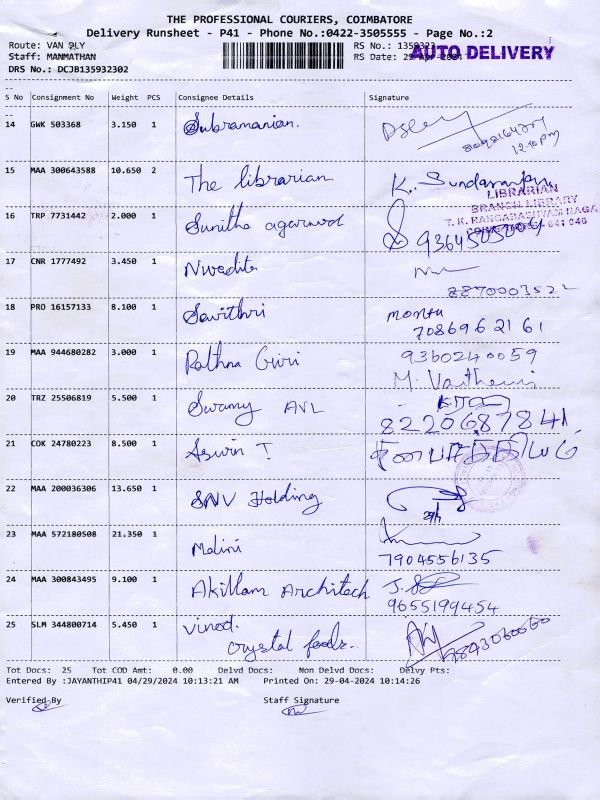 THE PROFESSIONAL COURIERS, COIMBATORE
Delivery Runsheet - P41 - Phone No.:0422-3505555 - Page No.:2
Route: VAN DLY
RS No.: 1359323
AUTO DELIVERY
Staff: MANMATHAN
RS Date: 29-Apr-2024
DRS No.: DCJB135932302
S No Consignment No Weight PCS Consignee Details Signature
14 GWK 503368 3.150 1 Subramanian.
12.10 pm
15 MAA 300643588 10.650 2 The librarian K. Sundararajan
LIBRARIAN
BRANCH LIBRARY
16 TRP 7731442 2.000 1 Sunitha agarwal
17 CNR 1777492 3.450 1 Nivedita
8870003522
18 PRO 16157133 8.100 1 Savithri
7086962161
19 MAA 944680282 3.000 1 Rathna Giri 9360240059
20 TRZ 25506819 5.500 1 Swamy AVL
8220687841
21 COK 24780223 8.500 1 Aswin T
22 MAA 200036306 13.650 1 SNV Holding
23 MAA 572180508 21.350 1 Malini
7904556135
24 MAA 300843495 9.100 1 Akillam Architech
9655199454
25 SLM 344800714 5.450 1 Vinod.
crystal foods..
Tot Docs: 25 Tot COD Amt: 0.00 Delvd Docs: Non Delvd Docs: Delvy Pts:
Entered By :JAYANTHIP41 04/29/2024 10:13:21 AM Printed On: 29-04-2024 10:14:26
Verified By Staff Signature